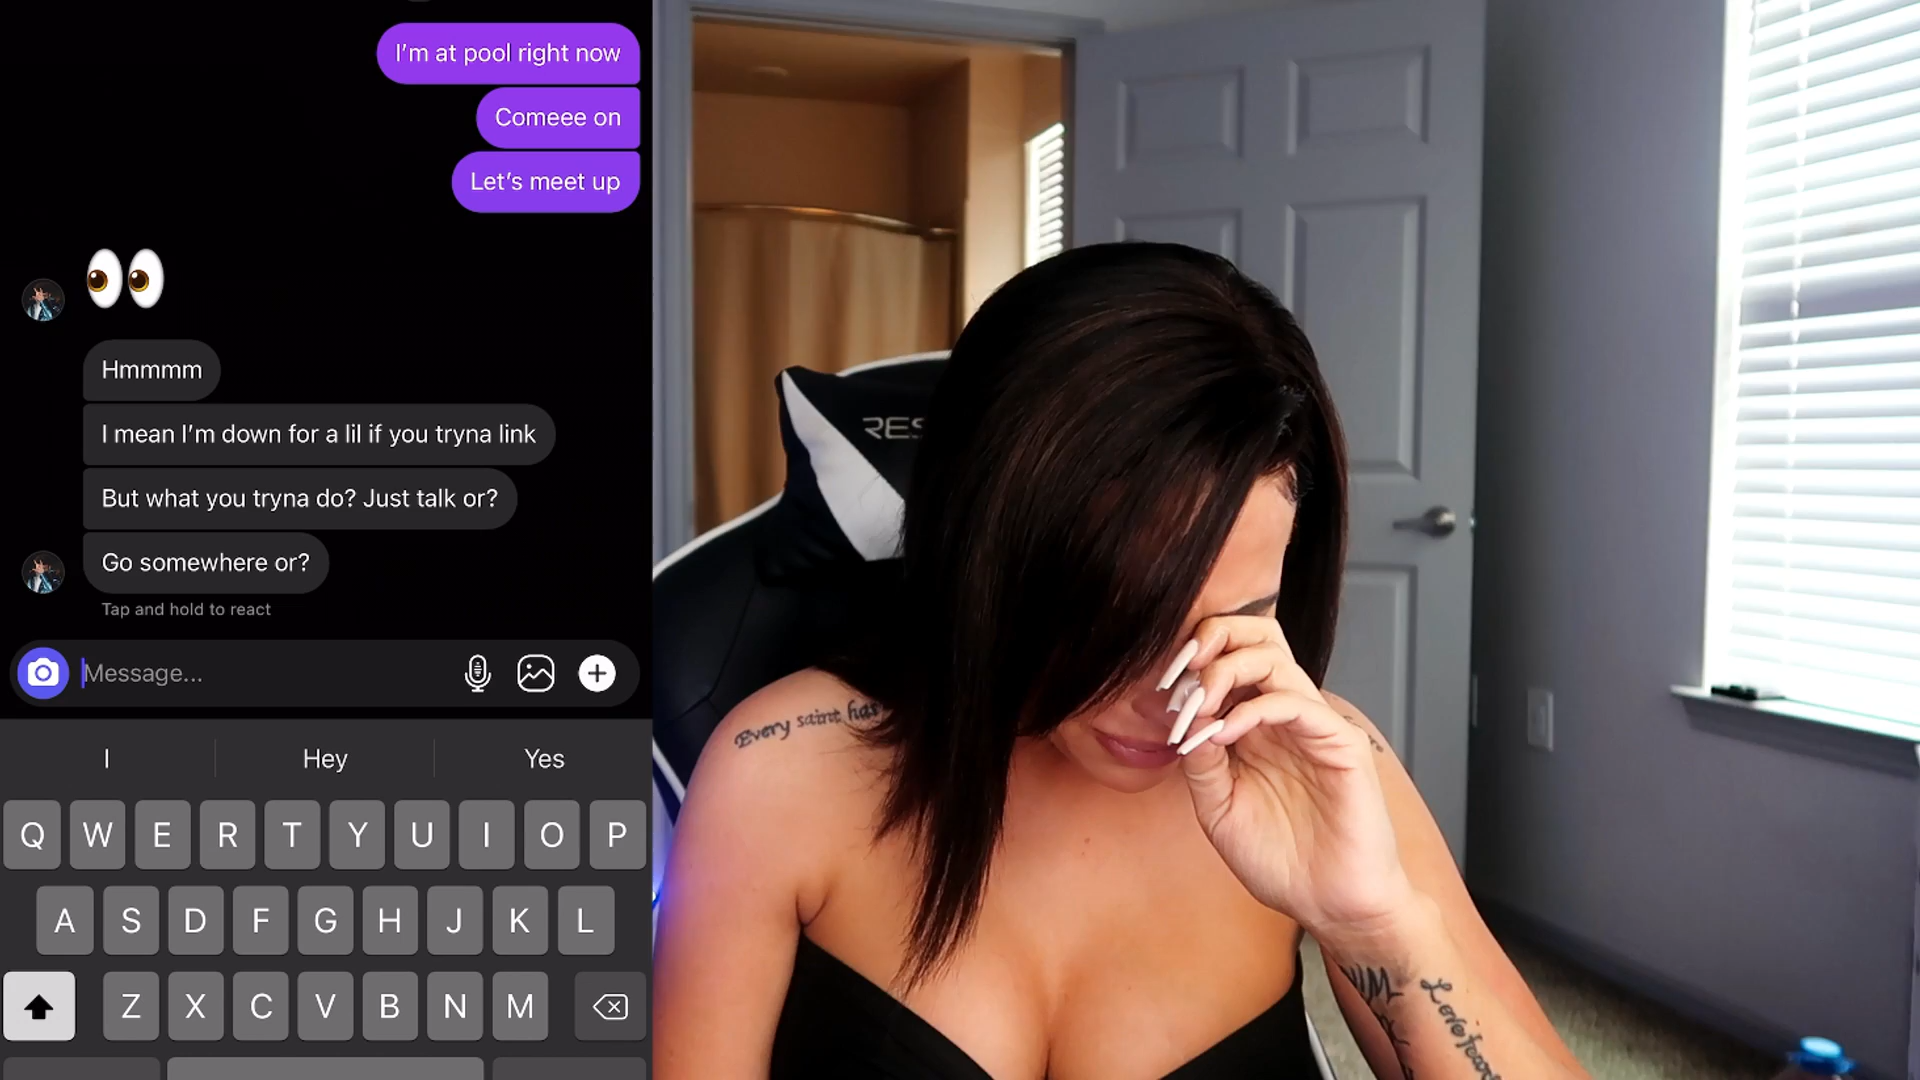 I'm at pool right now
Comeee on
Let's meet up
👀
Hmmmm
I mean I'm down for a lil if you tryna link
But what you tryna do? Just talk or?
Go somewhere or?
Tap and hold to react
Message...
I Hey Yes
Q W E R T Y U I O P
A S D F G H J K L
Z X C V B N M
RES
Every saint has
Love